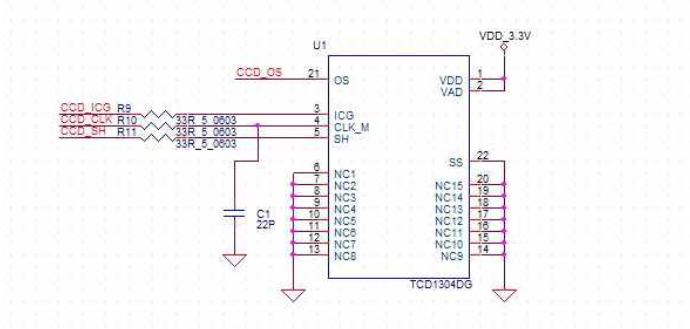 VDD_3.3V
U1
CCD_OS 21 OS VDD 1
VAD 2
CCD_ICG R9 33R_5_0603 3 ICG
CCD_CLK R10 33R_5_0603 4 CLK_M
CCD_SH R11 33R_5_0603 5 SH
SS 22
6 NC1
7 NC2 NC15 20
8 NC3 NC14 19
9 NC4 NC13 18
10 NC5 NC12 17
11 NC6 NC11 16
12 NC7 NC10 15
13 NC8 NC9 14
C1
22P
TCD1304DG